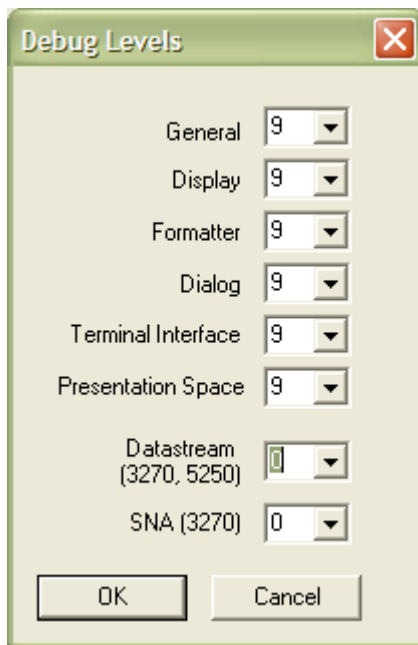 Debug Levels
General 9
Display 9
Formatter 9
Dialog 9
Terminal Interface 9
Presentation Space 9
Datastream
(3270, 5250) 0
SNA (3270) 0
OK Cancel